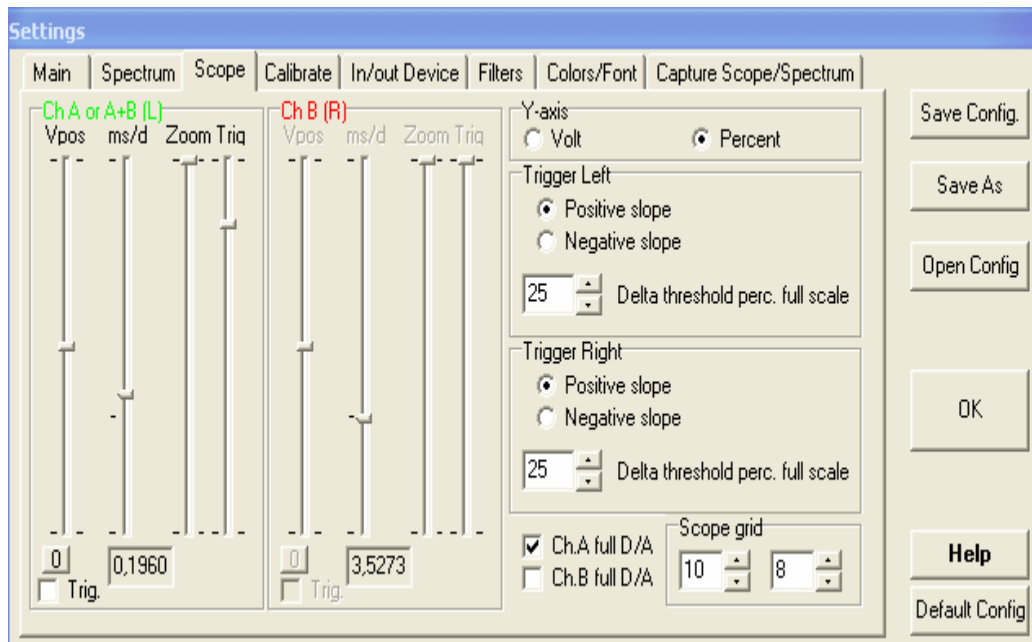 Settings
Main Spectrum Scope Calibrate In/out Device Filters Colors/Font Capture Scope/Spectrum
Ch A or A+B (L)
Vpos ms/d Zoom Trig
0
0,1960
Trig.
Ch B (R)
Vpos ms/d Zoom Trig
0
3,5273
Trig.
Y-axis
Volt Percent
Trigger Left
Positive slope
Negative slope
25 Delta threshold perc. full scale
Trigger Right
Positive slope
Negative slope
25 Delta threshold perc. full scale
Ch.A full D/A
Ch.B full D/A
Scope grid
10 8
Save Config.
Save As
Open Config
OK
Help
Default Config